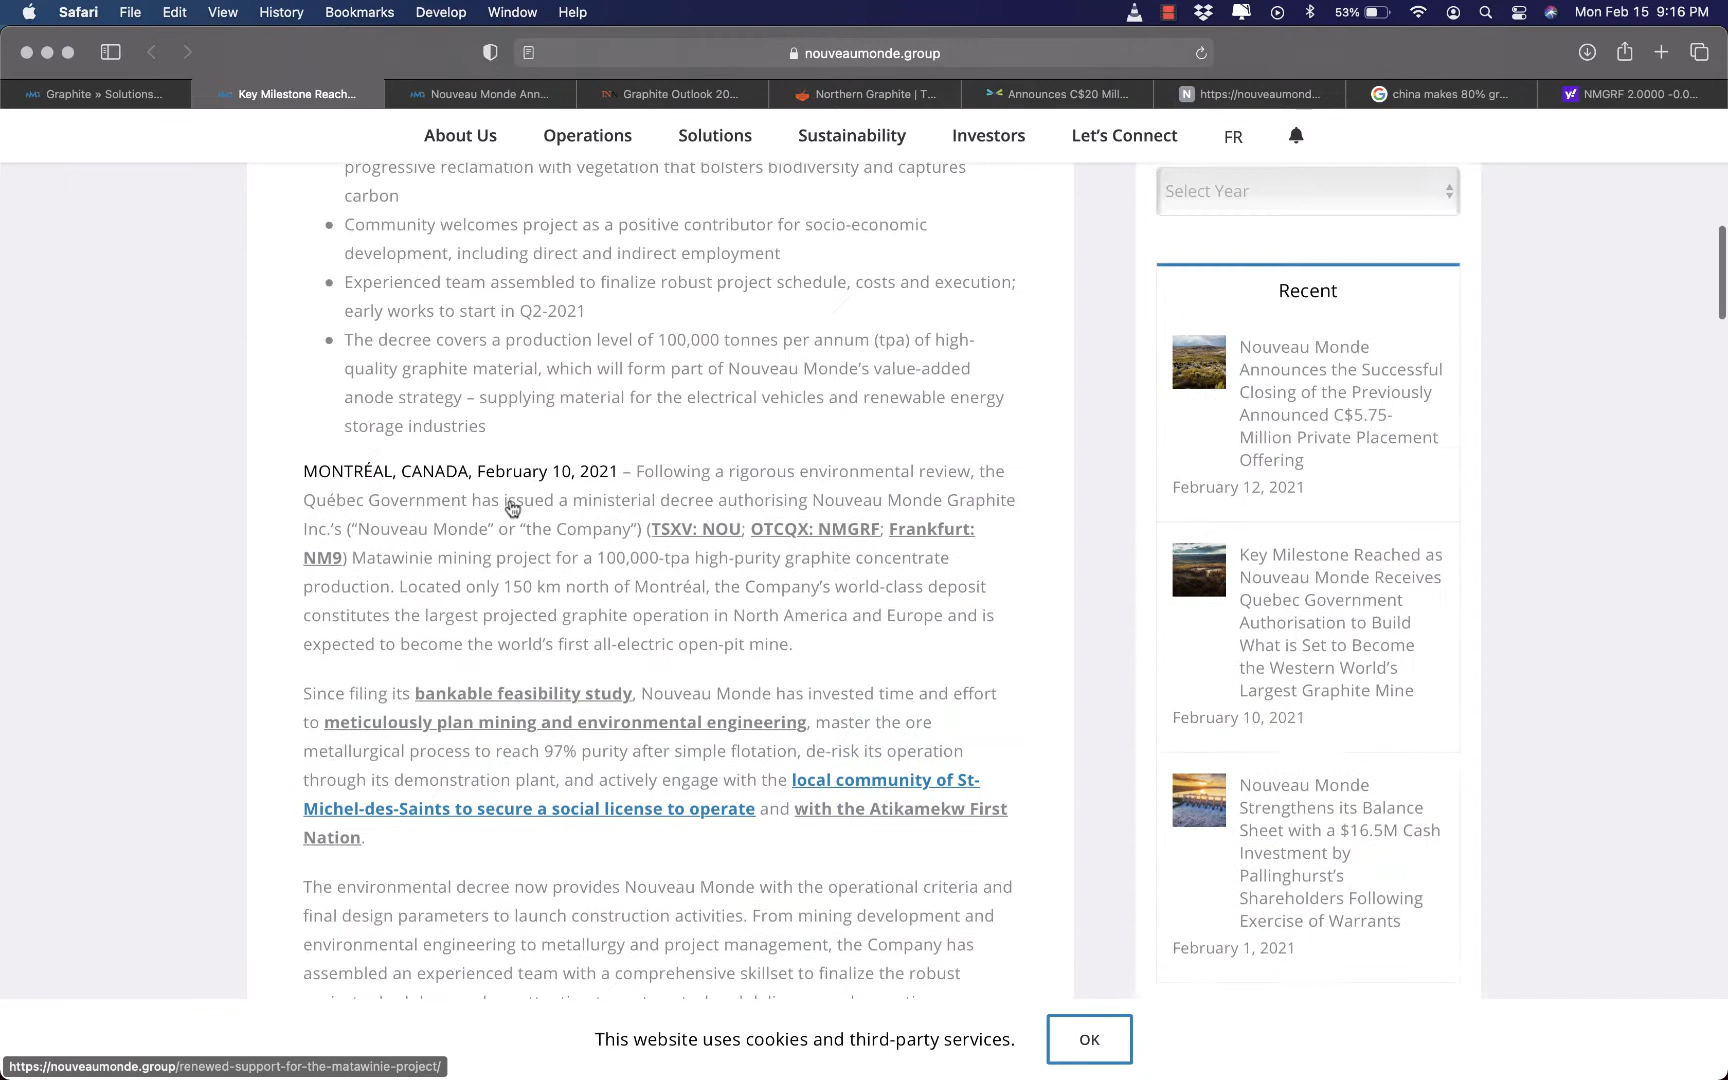 Safari File Edit View History Bookmarks Develop Window Help 53% Mon Feb 15 9:16 PM
nouveaumonde.group
Graphite » Solutions... Key Milestone Reach... Nouveau Monde Ann... Graphite Outlook 20... Northern Graphite | T... Announces C$20 Mill... https://nouveaumond... china makes 80% gr... NMGRF 2.0000 -0.0...
About Us Operations Solutions Sustainability Investors Let's Connect FR
progressive reclamation with vegetation that bolsters biodiversity and captures
carbon
• Community welcomes project as a positive contributor for socio-economic
development, including direct and indirect employment
• Experienced team assembled to finalize robust project schedule, costs and execution;
early works to start in Q2-2021
• The decree covers a production level of 100,000 tonnes per annum (tpa) of high-
quality graphite material, which will form part of Nouveau Monde's value-added
anode strategy – supplying material for the electrical vehicles and renewable energy
storage industries
MONTRÉAL, CANADA, February 10, 2021 – Following a rigorous environmental review, the
Québec Government has issued a ministerial decree authorising Nouveau Monde Graphite
Inc.'s ("Nouveau Monde" or "the Company") (TSXV: NOU; OTCQX: NMGRF; Frankfurt:
NM9) Matawinie mining project for a 100,000-tpa high-purity graphite concentrate
production. Located only 150 km north of Montréal, the Company's world-class deposit
constitutes the largest projected graphite operation in North America and Europe and is
expected to become the world's first all-electric open-pit mine.
Since filing its bankable feasibility study, Nouveau Monde has invested time and effort
to meticulously plan mining and environmental engineering, master the ore
metallurgical process to reach 97% purity after simple flotation, de-risk its operation
through its demonstration plant, and actively engage with the local community of St-
Michel-des-Saints to secure a social license to operate and with the Atikamekw First
Nation.
The environmental decree now provides Nouveau Monde with the operational criteria and
final design parameters to launch construction activities. From mining development and
environmental engineering to metallurgy and project management, the Company has
assembled an experienced team with a comprehensive skillset to finalize the robust
Select Year
Recent
Nouveau Monde
Announces the Successful
Closing of the Previously
Announced C$5.75-
Million Private Placement
Offering
February 12, 2021
Key Milestone Reached as
Nouveau Monde Receives
Quebec Government
Authorisation to Build
What is Set to Become
the Western World's
Largest Graphite Mine
February 10, 2021
Nouveau Monde
Strengthens its Balance
Sheet with a $16.5M Cash
Investment by
Pallinghurst's
Shareholders Following
Exercise of Warrants
February 1, 2021
This website uses cookies and third-party services. OK
https://nouveaumonde.group/renewed-support-for-the-matawinie-project/